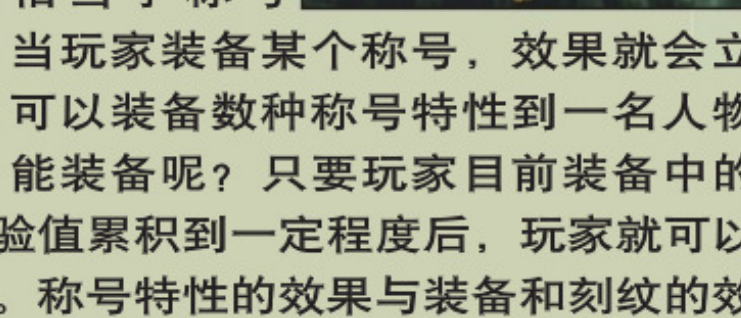 当玩家装备某个称号，效果就会立
可以装备数种称号特性到一名人物
能装备呢？只要玩家目前装备中的
验值累积到一定程度后，玩家就可以
。称号特性的效果与装备和刻纹的效